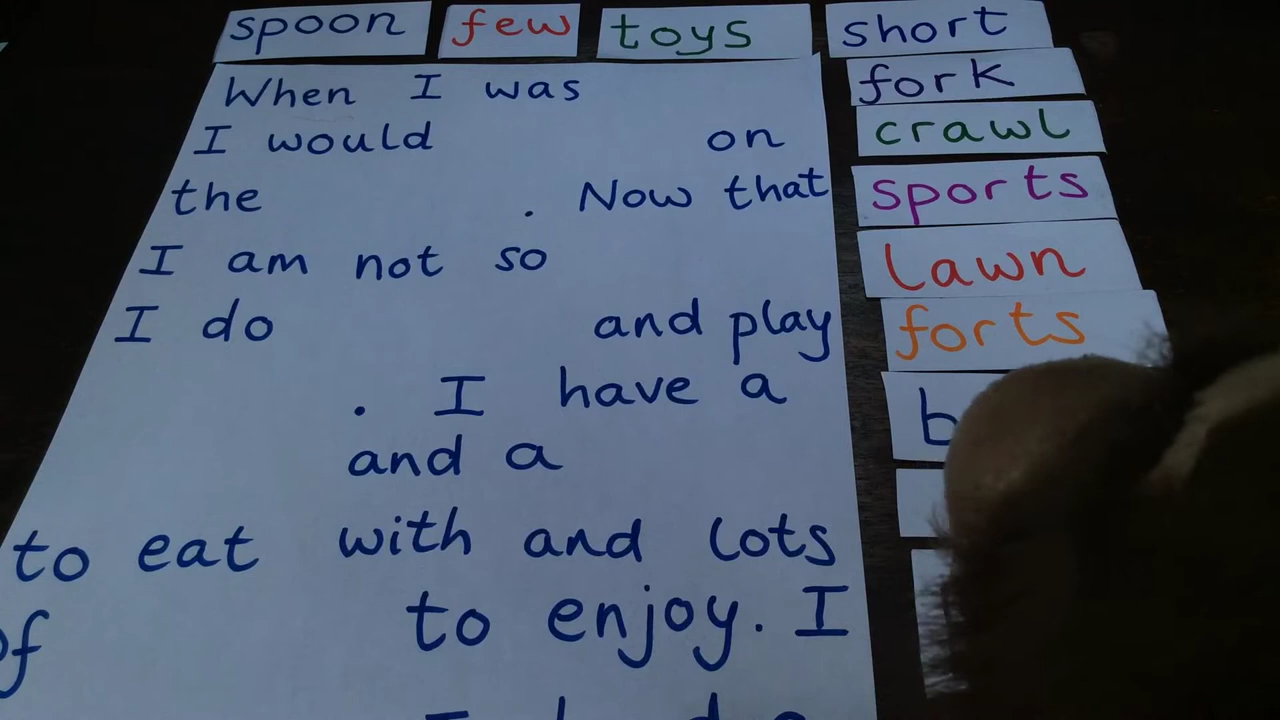 spoon few toys short
fork
crawl
sports
lawn
forts
When I was
I would on
the . Now that
I am not so
I do and play
. I have a
and a
to eat with and lots
of to enjoy. I